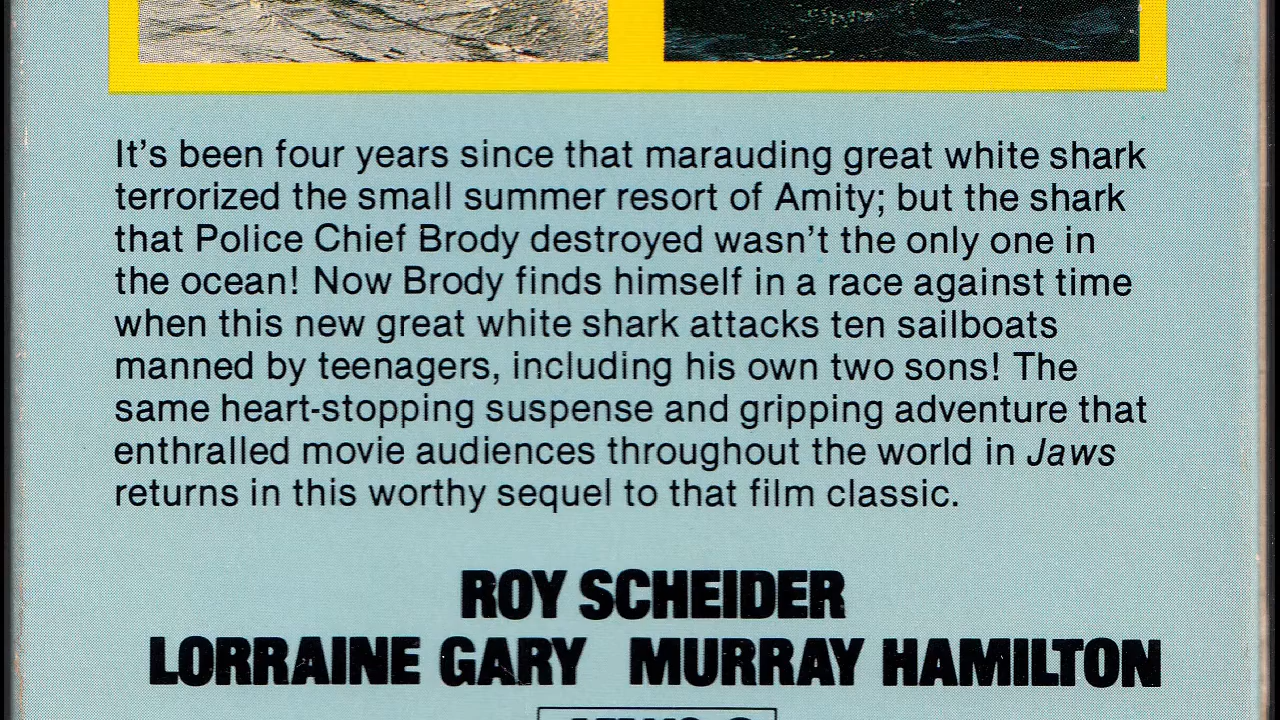 It's been four years since that marauding great white shark
terrorized the small summer resort of Amity; but the shark
that Police Chief Brody destroyed wasn't the only one in
the ocean! Now Brody finds himself in a race against time
when this new great white shark attacks ten sailboats
manned by teenagers, including his own two sons! The
same heart-stopping suspense and gripping adventure that
enthralled movie audiences throughout the world in Jaws
returns in this worthy sequel to that film classic.
ROY SCHEIDER
LORRAINE GARY MURRAY HAMILTON